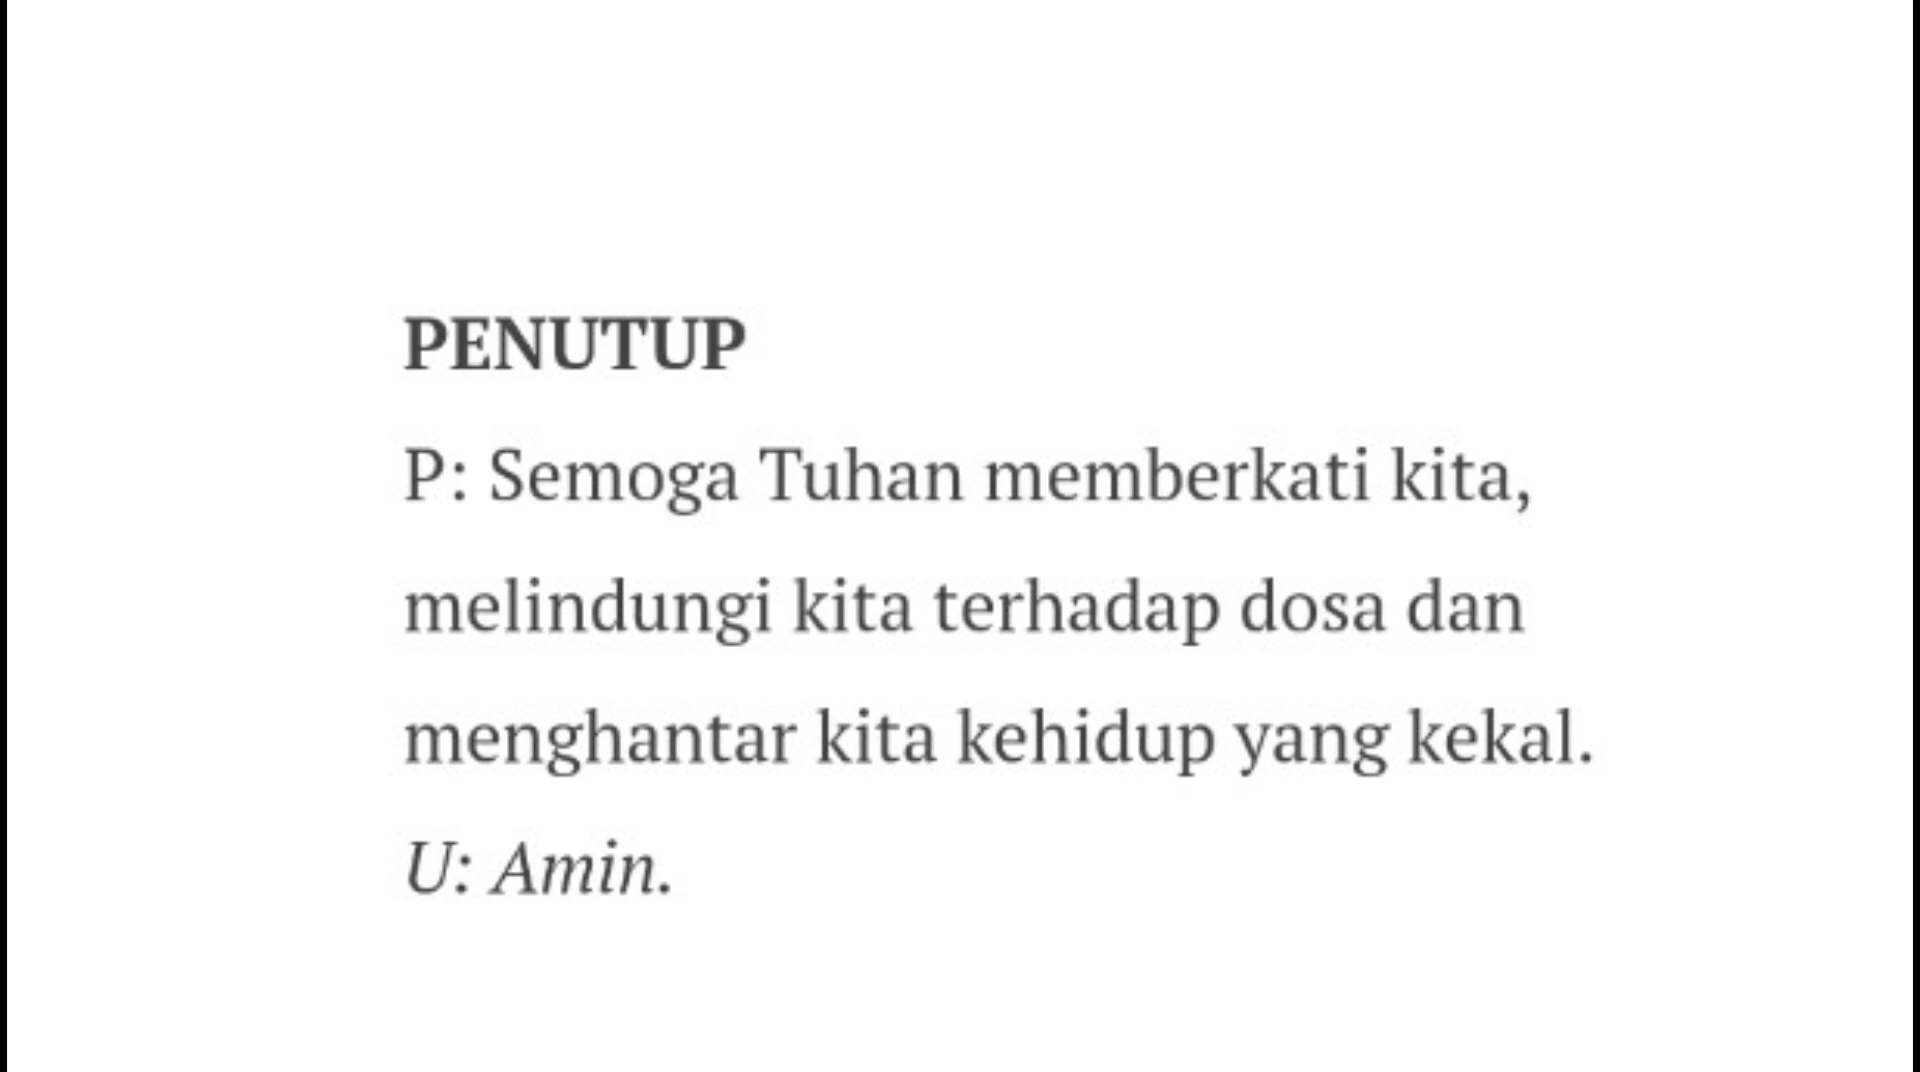 PENUTUP
P: Semoga Tuhan memberkati kita,
melindungi kita terhadap dosa dan
menghantar kita kehidup yang kekal.
U: Amin.